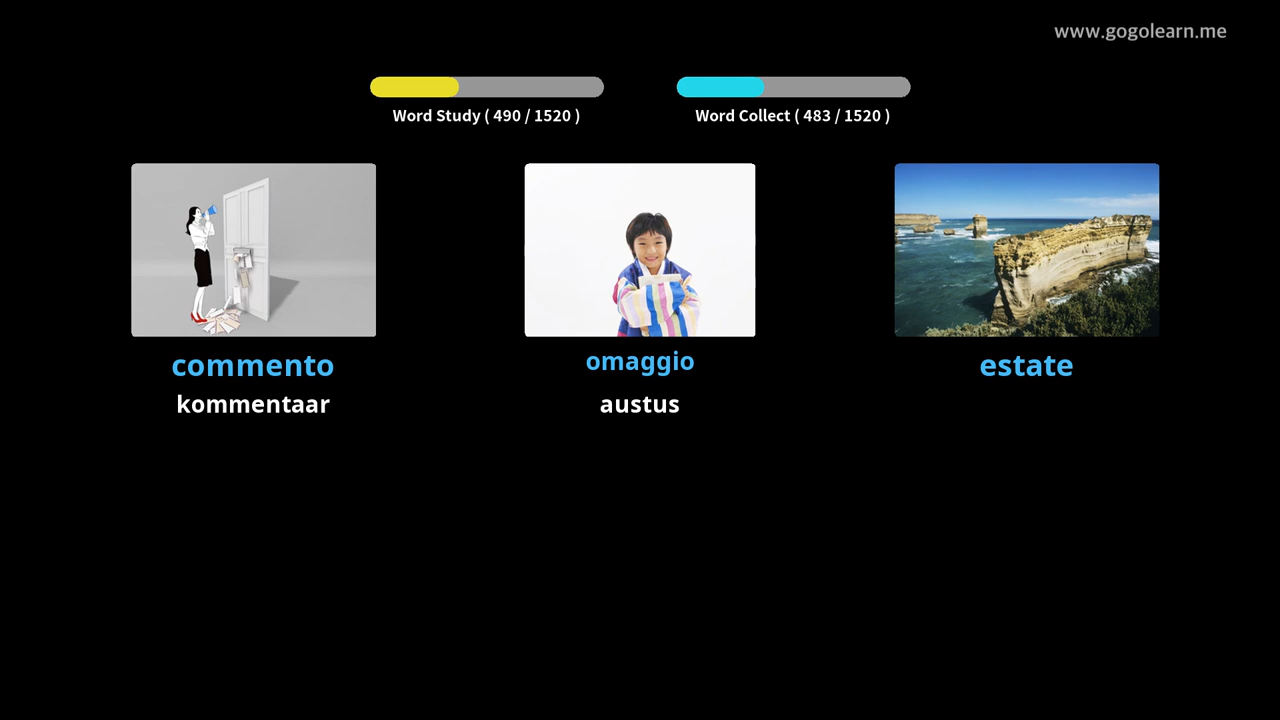 www.gogolearn.me
Word Study ( 490 / 1520 )
Word Collect ( 483 / 1520 )
commento
kommentaar
omaggio
austus
estate